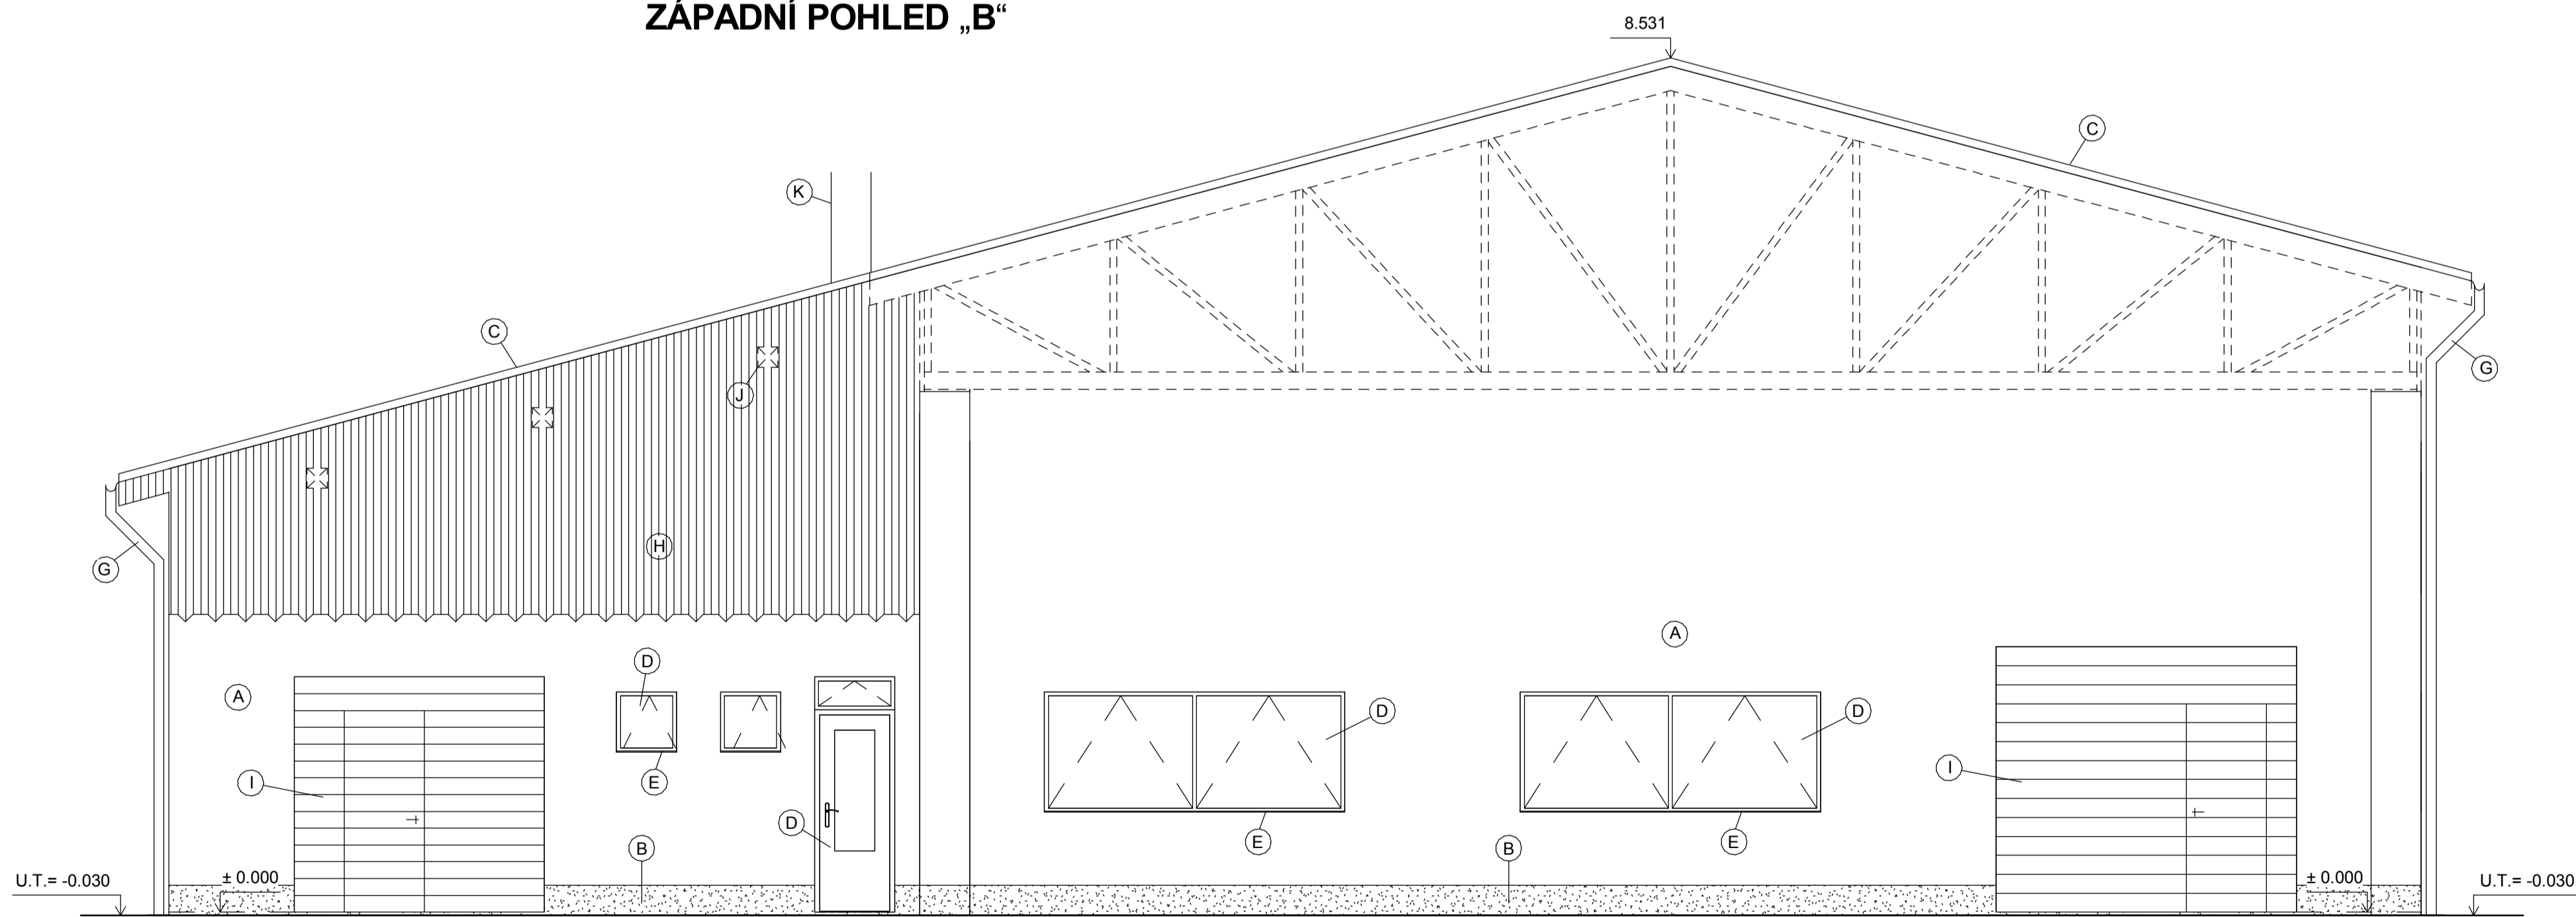 ZÁPADNÍ POHLED „B“
8.531
C
K
C
J
G
H
G
A
D
A
D
D
I
E
I
D
E
E
B
B
U.T.= -0.030
± 0.000
± 0.000
U.T.= -0.030